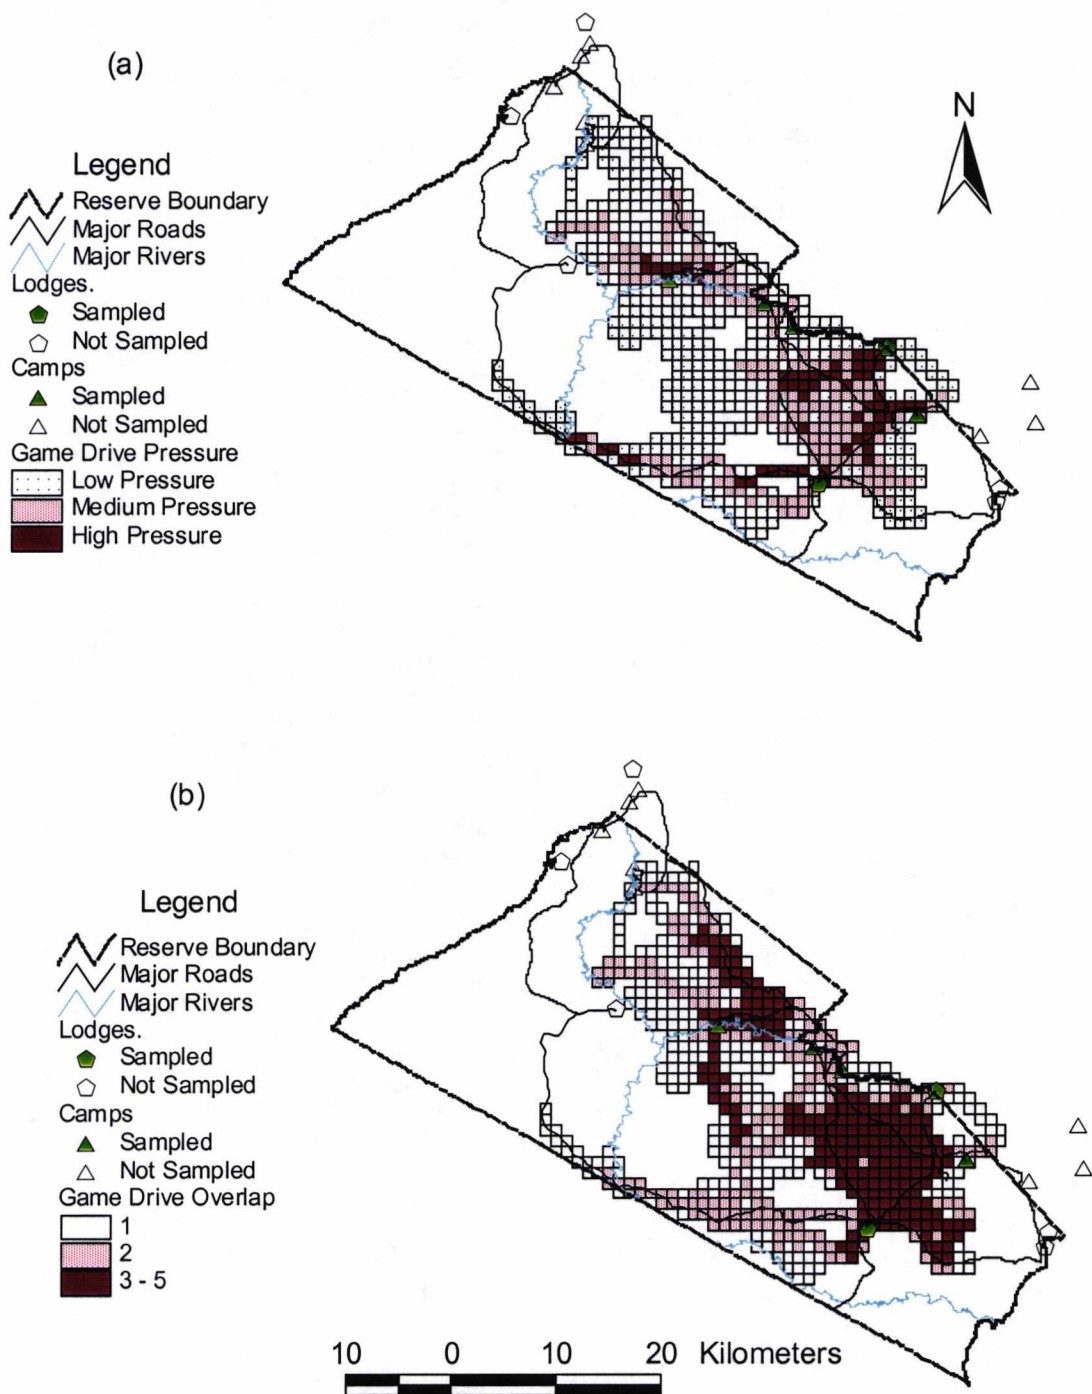 (a)
N
Legend
Reserve Boundary
Major Roads
Major Rivers
Lodges.
Sampled
Not Sampled
Camps
Sampled
Not Sampled
Game Drive Pressure
Low Pressure
Medium Pressure
High Pressure
(b)
Legend
Reserve Boundary
Major Roads
Major Rivers
Lodges.
Sampled
Not Sampled
Camps
Sampled
Not Sampled
Game Drive Overlap
1
2
3 - 5
10 0 10 20 Kilometers